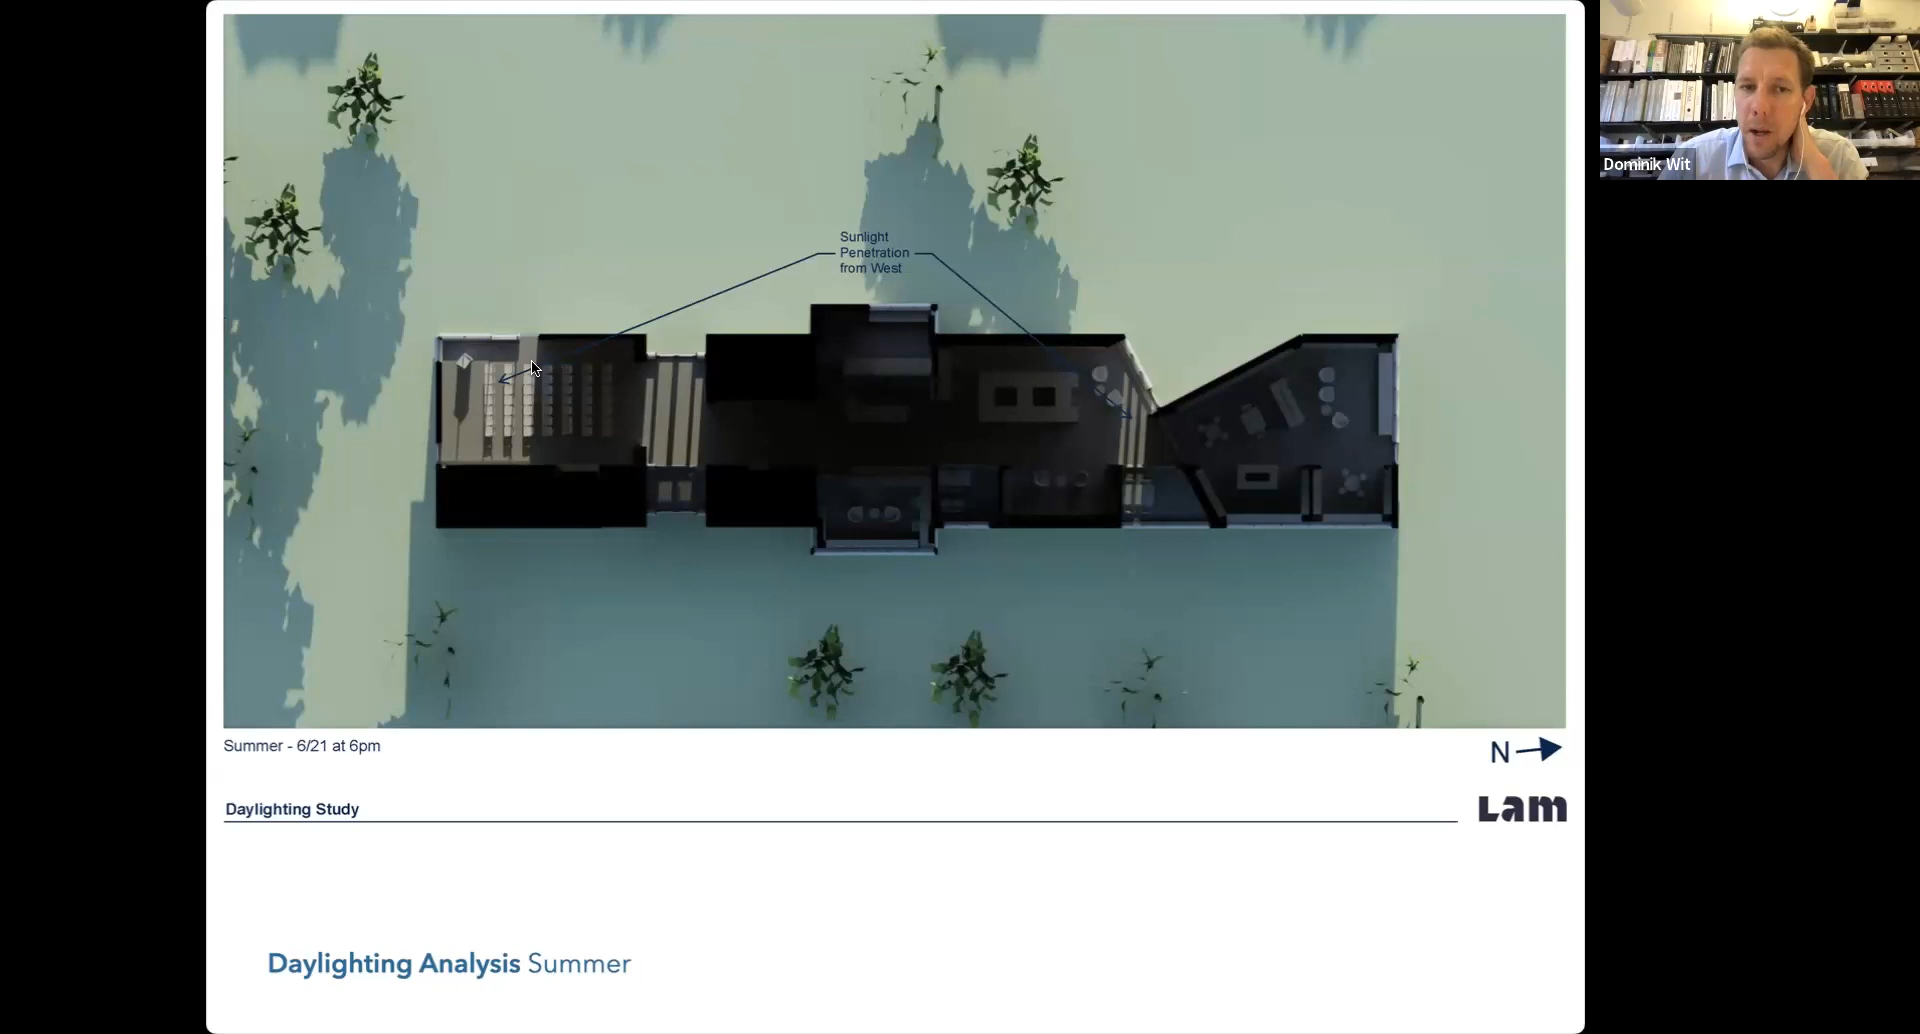 Sunlight
Penetration
from West
Dominik Wit
Summer - 6/21 at 6pm
N
Daylighting Study
Lam
Daylighting Analysis Summer